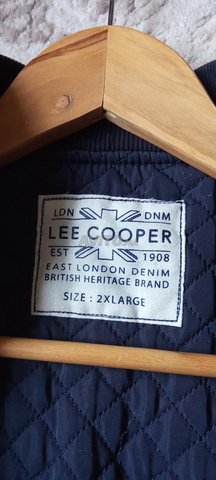 LDN DNM
LEE COOPER
EST 1908
EAST LONDON DENIM
BRITISH HERITAGE BRAND
SIZE : 2XLARGE